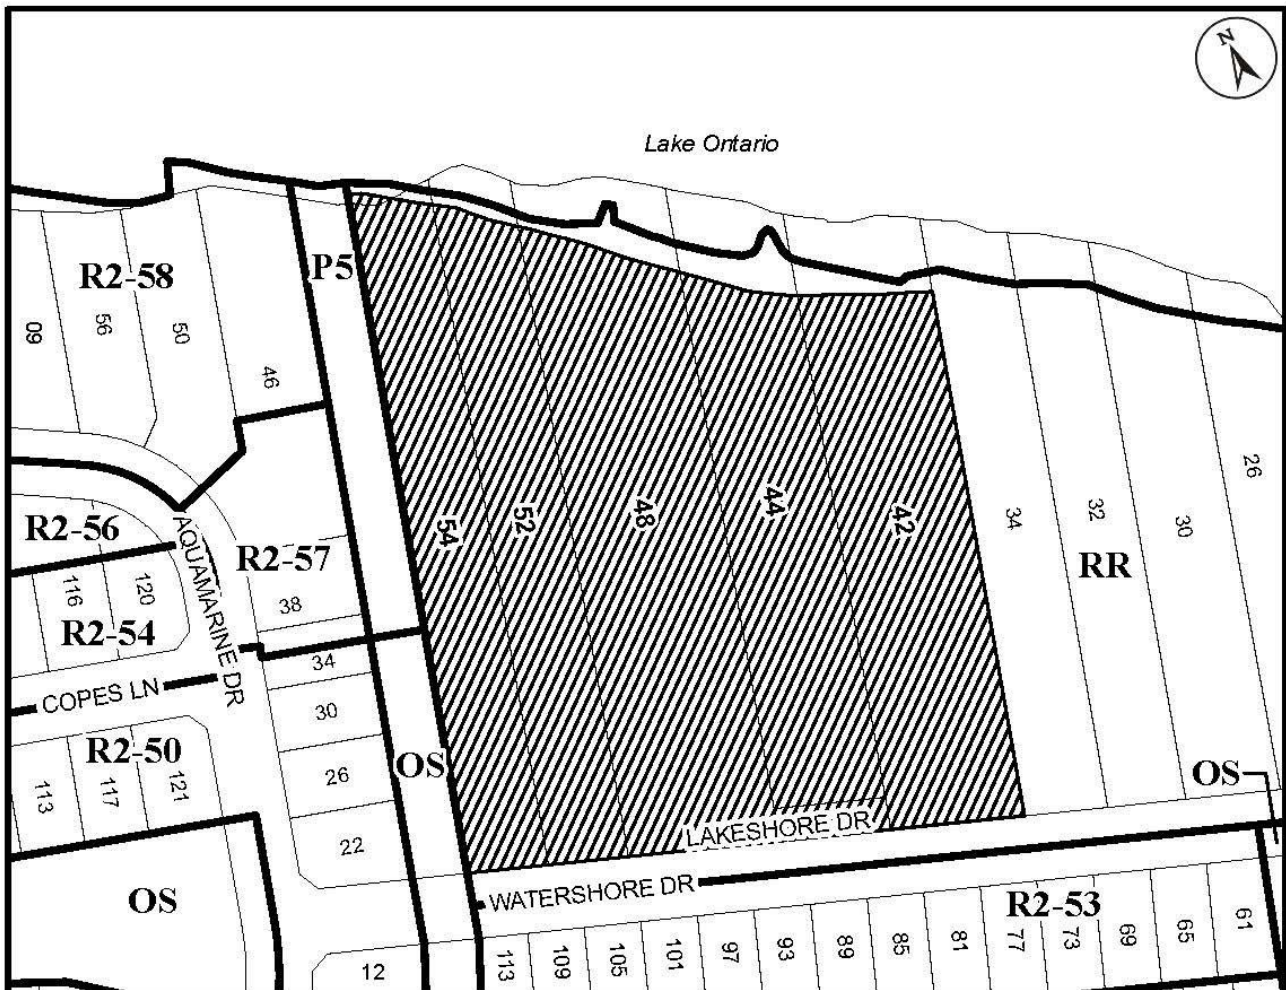 N
Lake Ontario
P5
R2-58
60
56
50
46
54
52
48
44
42
34
32
30
26
RR
R2-56
AQUAMARINE DR
R2-57
116
120
38
R2-54
34
COPES LN
30
R2-50
OS
OS
113
117
121
26
22
LAKESHORE DR
WATERSHORE DR
OS
R2-53
12
113
109
105
101
97
93
89
85
81
77
73
69
65
61